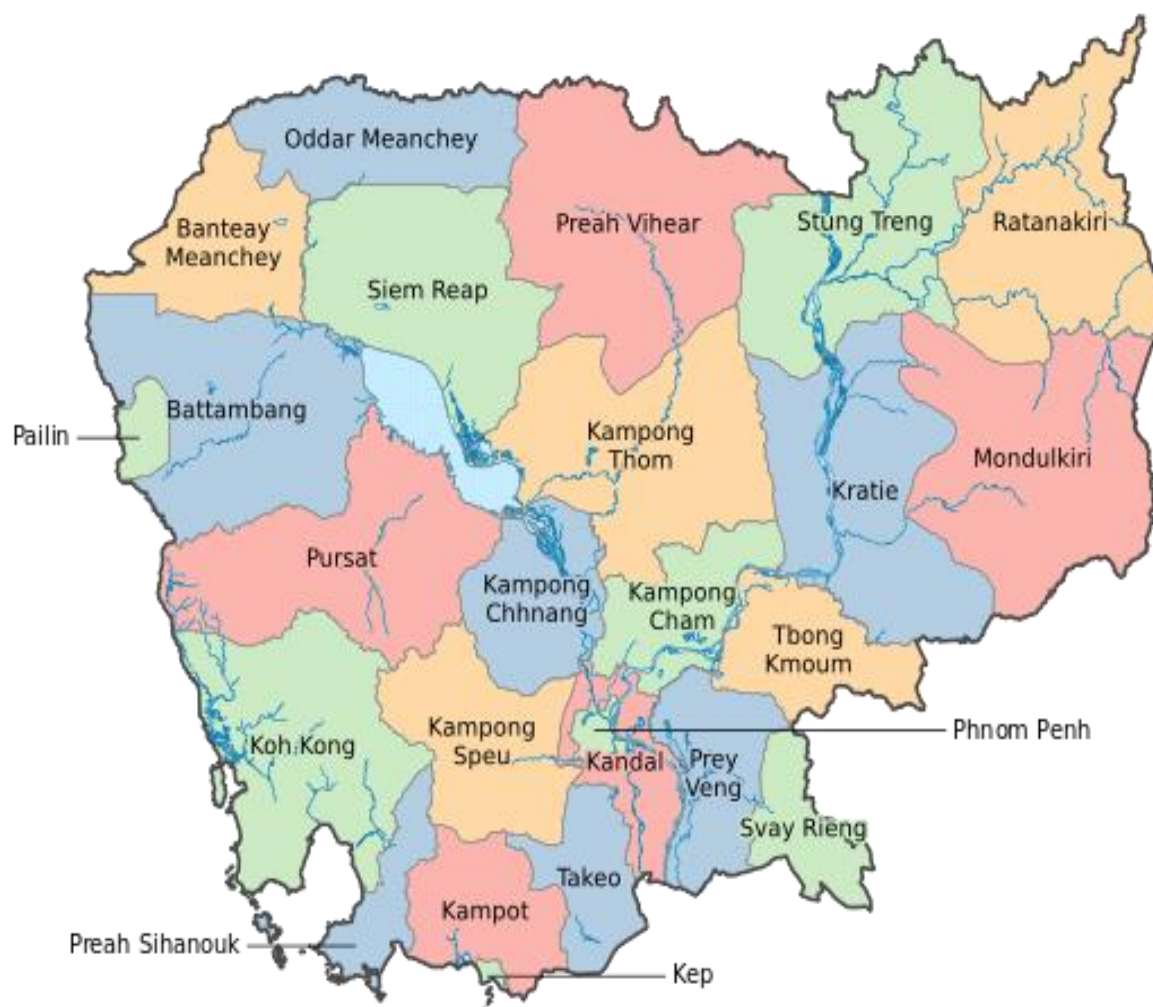 Oddar Meanchey
Banteay
Meanchey
Siem Reap
Preah Vihear
Stung Treng
Ratanakiri
Battambang
Pailin
Kampong
Thom
Kratie
Mondulkiri
Pursat
Kampong
Chhnang
Kampong
Cham
Tbong
Kmoum
Koh Kong
Kampong
Speu
Kandal
Phnom Penh
Prey
Veng
Svay Rieng
Takeo
Kampot
Preah Sihanouk
Kep